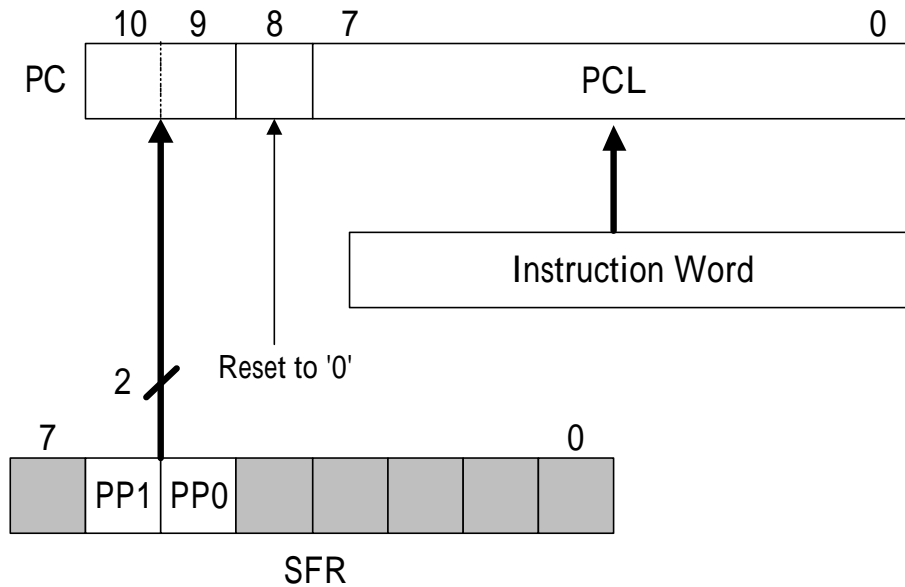 10 9 8 7 0
PC PCL
Instruction Word
Reset to '0'
2
7 0
PP1 PP0
SFR